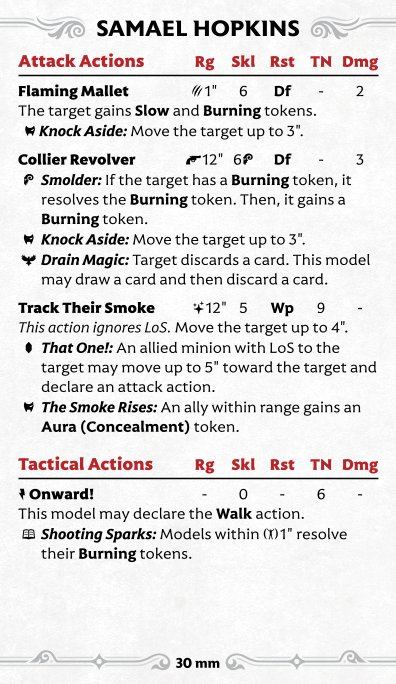 SAMAEL HOPKINS
Attack Actions Rg Skl Rst TN Dmg
Flaming Mallet 1" 6 Df - 2
The target gains Slow and Burning tokens.
Knock Aside: Move the target up to 3".
Collier Revolver 12" 6 Df - 3
Smolder: If the target has a Burning token, it
resolves the Burning token. Then, it gains a
Burning token.
Knock Aside: Move the target up to 3".
Drain Magic: Target discards a card. This model
may draw a card and then discard a card.
Track Their Smoke 12" 5 Wp 9 -
This action ignores LoS. Move the target up to 4".
That One!: An allied minion with LoS to the
target may move up to 5" toward the target and
declare an attack action.
The Smoke Rises: An ally within range gains an
Aura (Concealment) token.
Tactical Actions Rg Skl Rst TN Dmg
Onward! - 0 - 6 -
This model may declare the Walk action.
Shooting Sparks: Models within 1" resolve
their Burning tokens.
30 mm